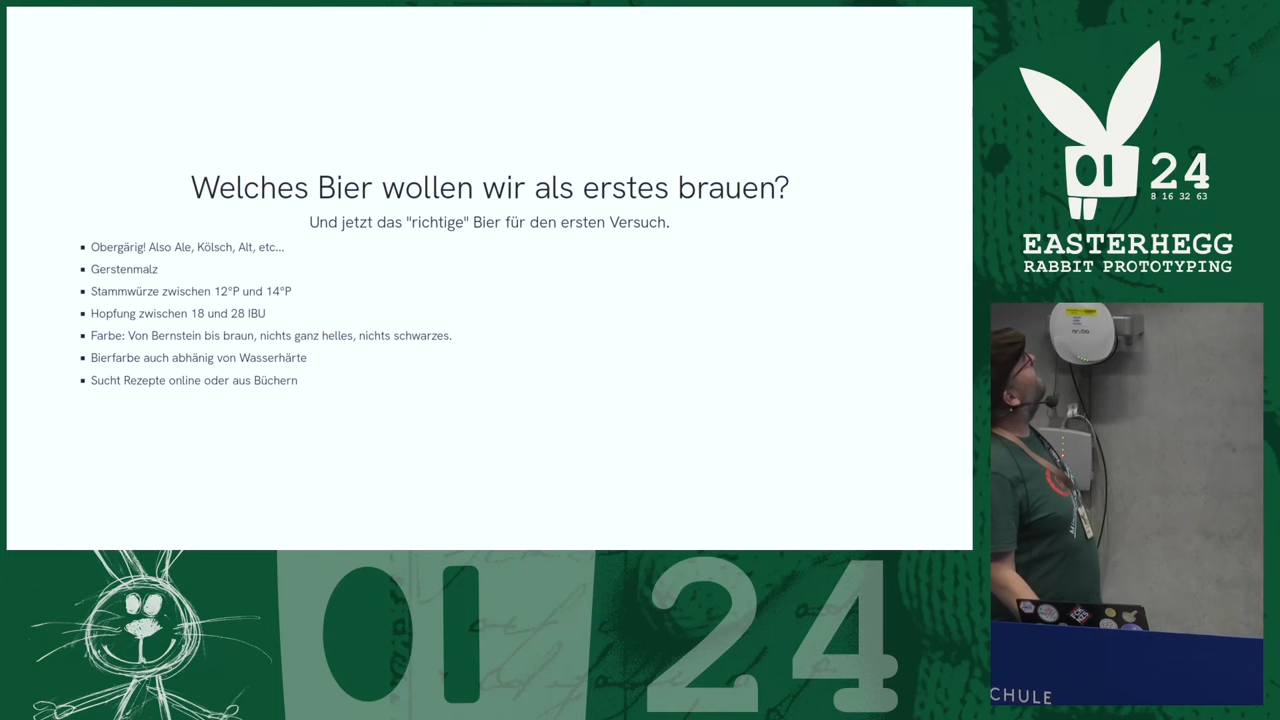 Welches Bier wollen wir als erstes brauen?
Und jetzt das "richtige" Bier für den ersten Versuch.
▪ Obergärig! Also Ale, Kölsch, Alt, etc...
▪ Gerstenmalz
▪ Stammwürze zwischen 12°P und 14°P
▪ Hopfung zwischen 18 und 28 IBU
▪ Farbe: Von Bernstein bis braun, nichts ganz helles, nichts schwarzes.
▪ Bierfarbe auch abhänig von Wasserhärte
▪ Sucht Rezepte online oder aus Büchern
24
8 16 32 63
EASTERHEGG
RABBIT PROTOTYPING
CHULE
24